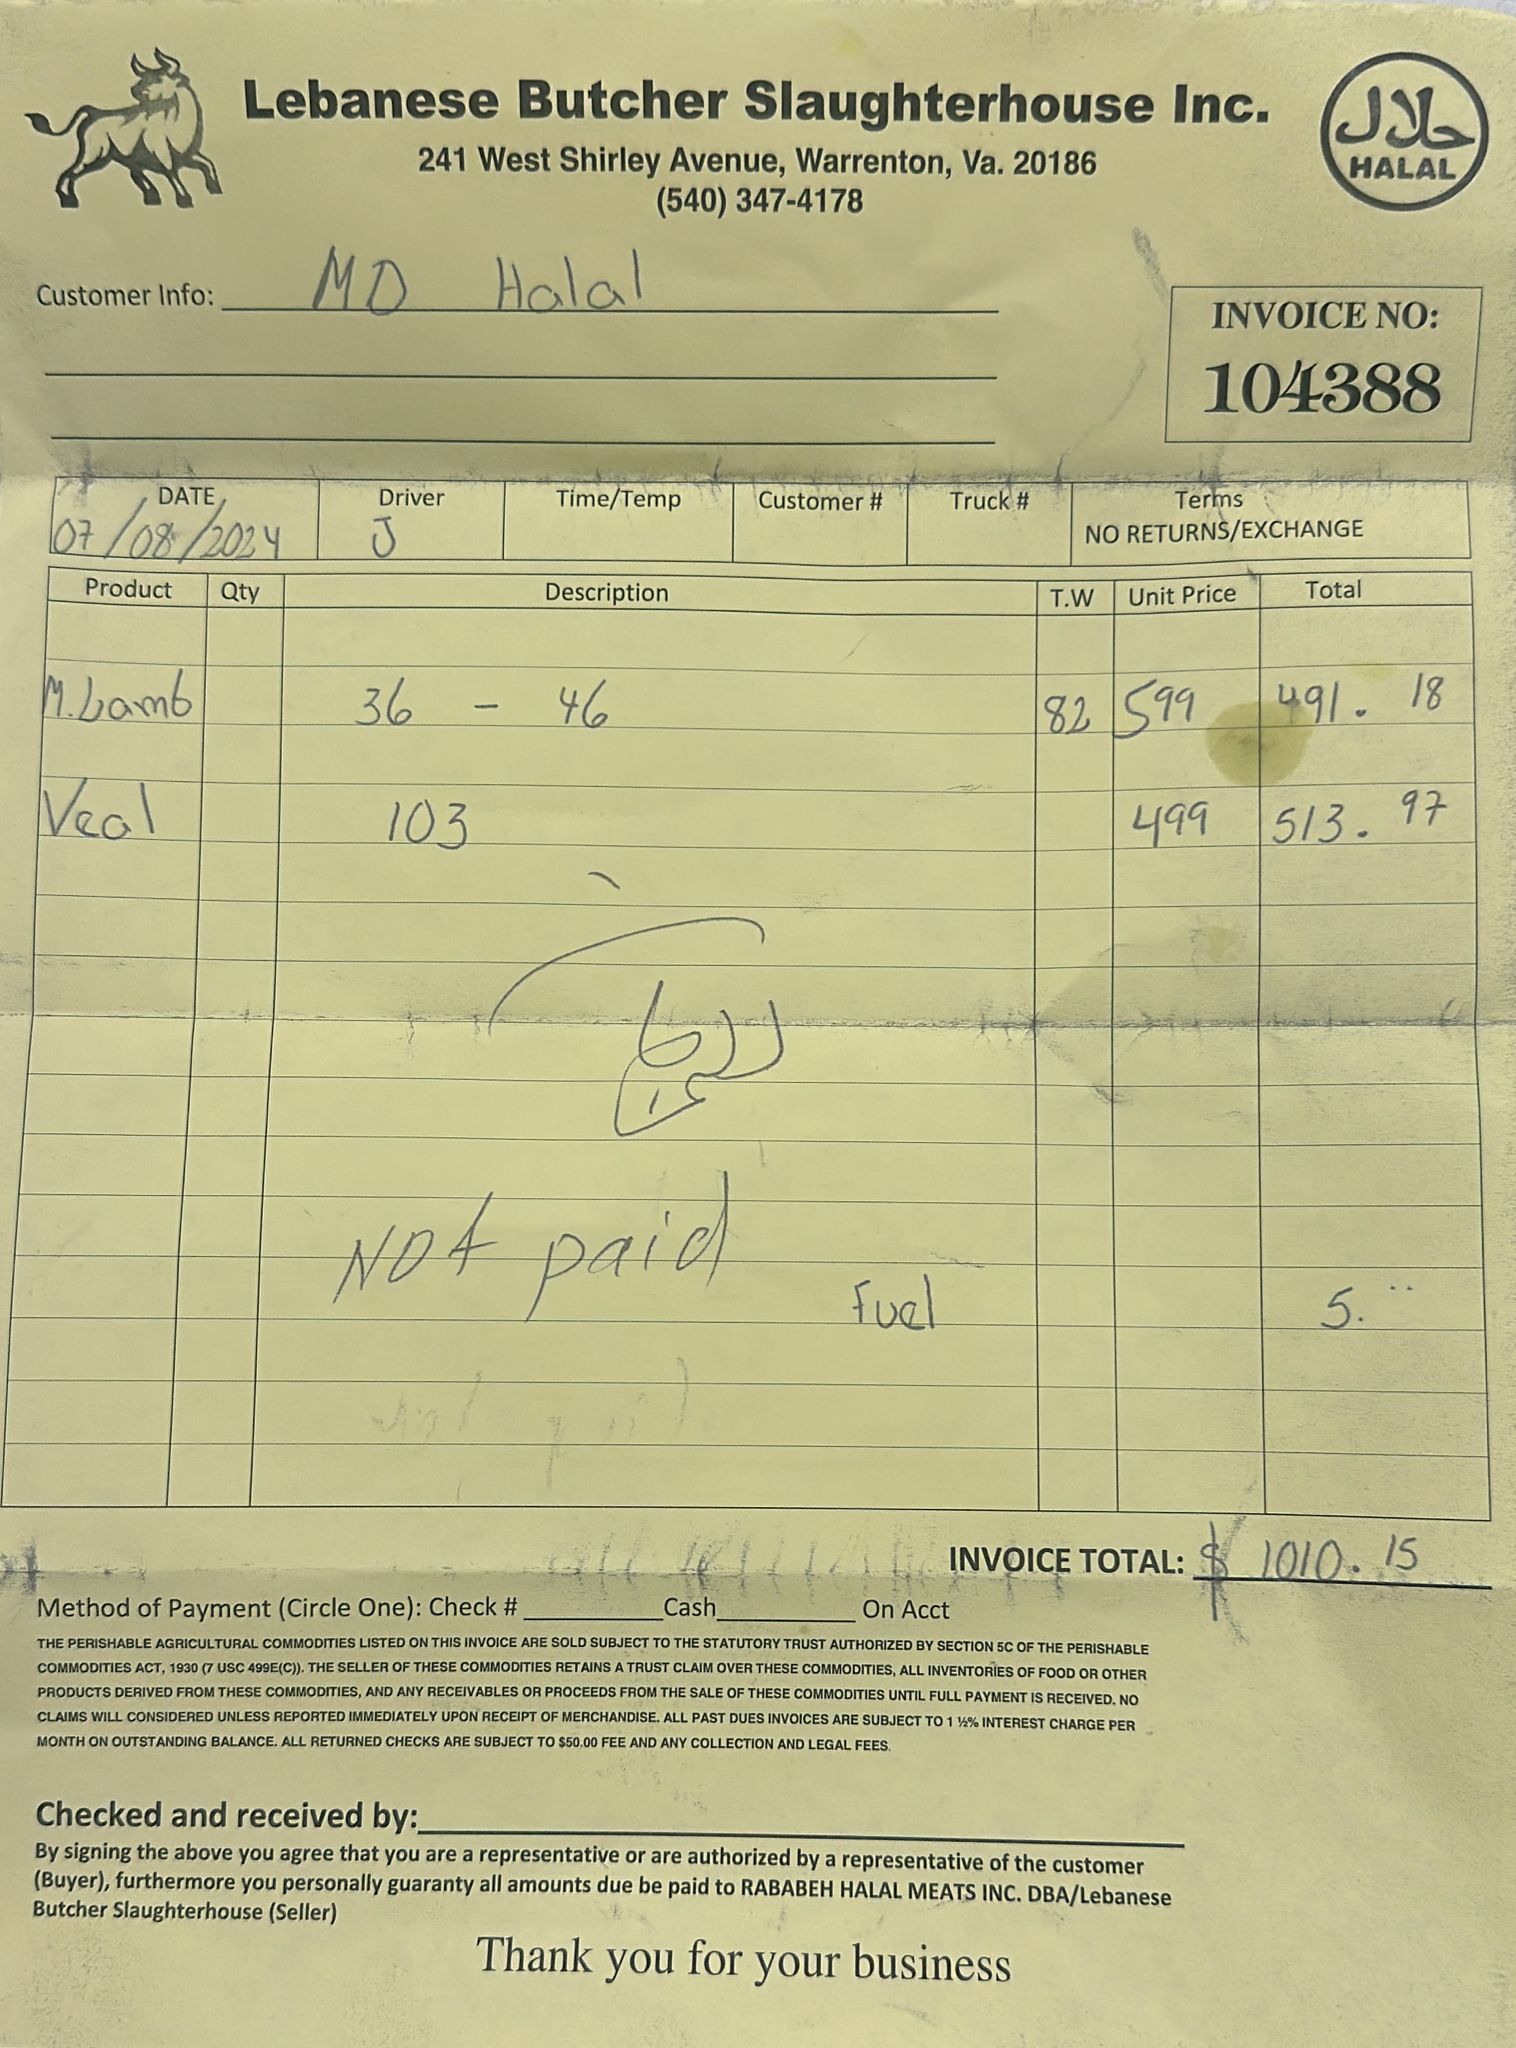 Lebanese Butcher Slaughterhouse Inc.
241 West Shirley Avenue, Warrenton, Va. 20186
(540) 347-4178
حلال
HALAL
Customer Info: MD Halal
INVOICE NO:
104388
DATE Driver Time/Temp Customer # Truck # Terms
07/08/2024 J NO RETURNS/EXCHANGE
Product Qty Description T.W Unit Price Total
M.Lamb 36 - 46 82 599 491. 18
Veal 103 499 513. 97
NOt paid
Fuel 5. ..
INVOICE TOTAL: $ 1010. 15
Method of Payment (Circle One): Check # Cash On Acct
THE PERISHABLE AGRICULTURAL COMMODITIES LISTED ON THIS INVOICE ARE SOLD SUBJECT TO THE STATUTORY TRUST AUTHORIZED BY SECTION 5C OF THE PERISHABLE
COMMODITIES ACT, 1930 (7 USC 499E(C)). THE SELLER OF THESE COMMODITIES RETAINS A TRUST CLAIM OVER THESE COMMODITIES, ALL INVENTORIES OF FOOD OR OTHER
PRODUCTS DERIVED FROM THESE COMMODITIES, AND ANY RECEIVABLES OR PROCEEDS FROM THE SALE OF THESE COMMODITIES UNTIL FULL PAYMENT IS RECEIVED. NO
CLAIMS WILL CONSIDERED UNLESS REPORTED IMMEDIATELY UPON RECEIPT OF MERCHANDISE. ALL PAST DUES INVOICES ARE SUBJECT TO 1 ½% INTEREST CHARGE PER
MONTH ON OUTSTANDING BALANCE. ALL RETURNED CHECKS ARE SUBJECT TO $50.00 FEE AND ANY COLLECTION AND LEGAL FEES.
Checked and received by:
By signing the above you agree that you are a representative or are authorized by a representative of the customer
(Buyer), furthermore you personally guaranty all amounts due be paid to RABABEH HALAL MEATS INC. DBA/Lebanese
Butcher Slaughterhouse (Seller)
Thank you for your business